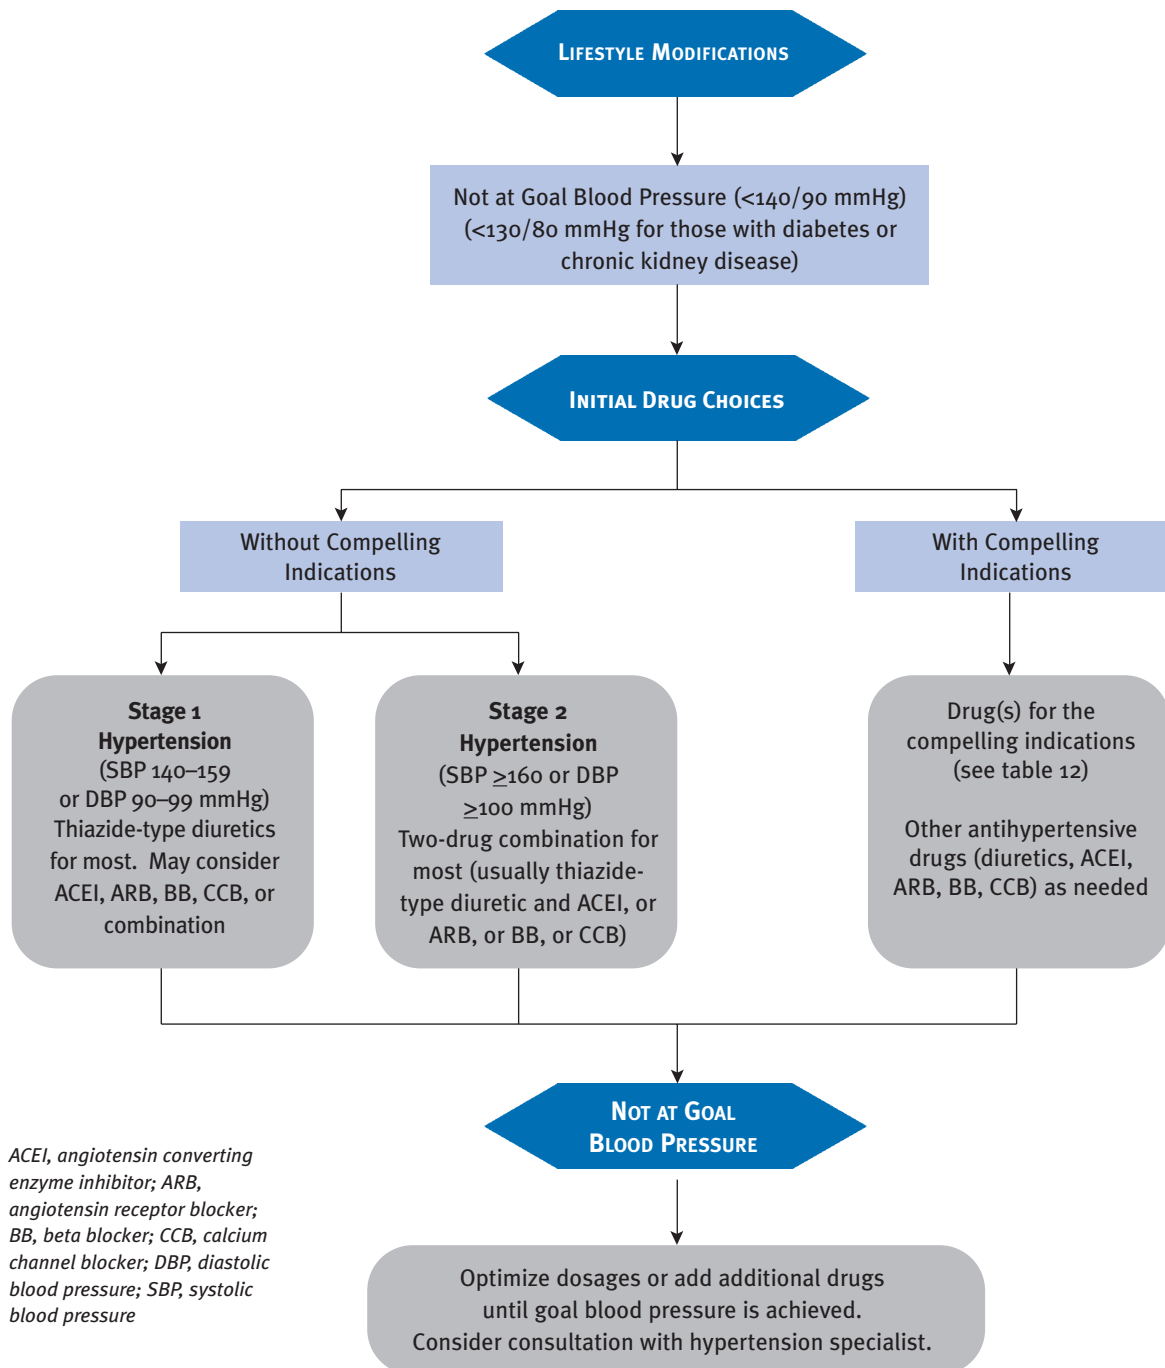 LIFESTYLE MODIFICATIONS
Not at Goal Blood Pressure (<140/90 mmHg)
(<130/80 mmHg for those with diabetes or
chronic kidney disease)
INITIAL DRUG CHOICES
Without Compelling
Indications
With Compelling
Indications
Stage 1
Hypertension
(SBP 140–159
or DBP 90–99 mmHg)
Thiazide-type diuretics
for most. May consider
ACEI, ARB, BB, CCB, or
combination
Stage 2
Hypertension
(SBP ≥160 or DBP
≥100 mmHg)
Two-drug combination for
most (usually thiazide-
type diuretic and ACEI, or
ARB, or BB, or CCB)
Drug(s) for the
compelling indications
(see table 12)
Other antihypertensive
drugs (diuretics, ACEI,
ARB, BB, CCB) as needed
NOT AT GOAL
BLOOD PRESSURE
ACEI, angiotensin converting
enzyme inhibitor; ARB,
angiotensin receptor blocker;
BB, beta blocker; CCB, calcium
channel blocker; DBP, diastolic
blood pressure; SBP, systolic
blood pressure
Optimize dosages or add additional drugs
until goal blood pressure is achieved.
Consider consultation with hypertension specialist.